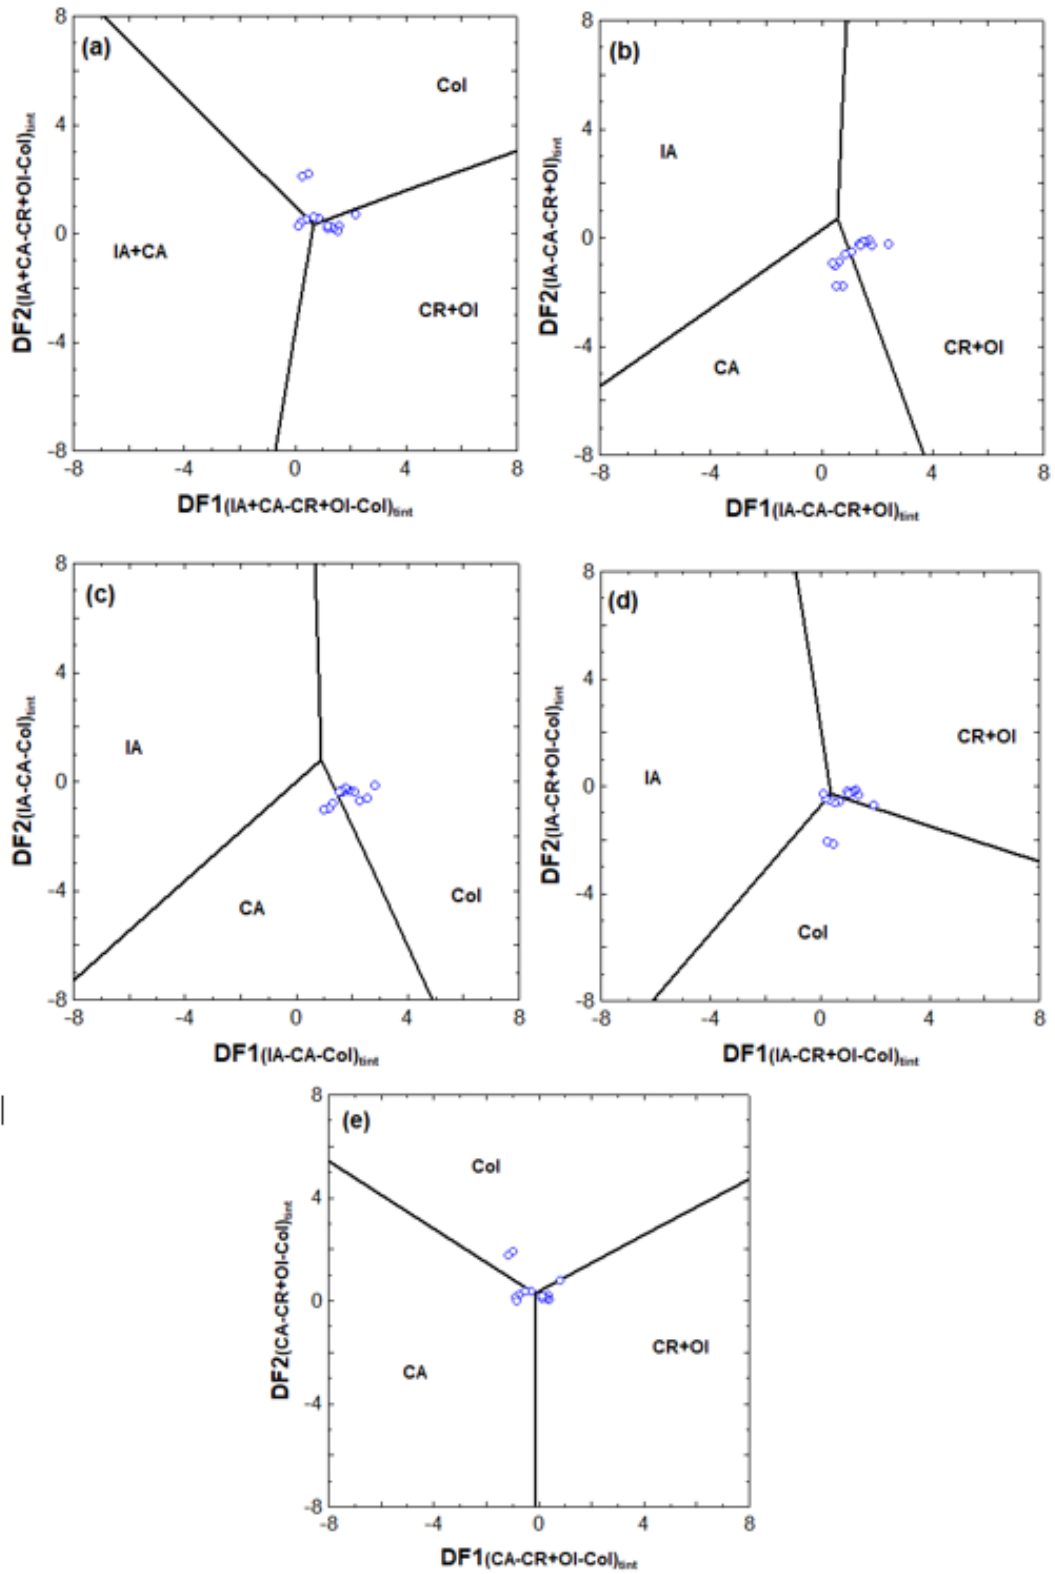 (a)
8
4
0
-4
-8
Col
IA+CA
CR+OI
DF2(IA+CA-CR+OI-Col)tint
-8 -4 0 4 8
DF1(IA+CA-CR+OI-Col)tint
(b)
8
4
0
-4
-8
IA
CA
CR+OI
DF2(IA-CA-CR+OI)tint
-8 -4 0 4 8
DF1(IA-CA-CR+OI)tint
(c)
8
4
0
-4
-8
IA
CA
Col
DF2(IA-CA-Col)tint
-8 -4 0 4 8
DF1(IA-CA-Col)tint
(d)
8
4
0
-4
-8
CR+OI
IA
Col
DF2(IA-CR+OI-Col)tint
-8 -4 0 4 8
DF1(IA-CR+OI-Col)tint
(e)
8
4
0
-4
-8
Col
CR+OI
CA
DF2(CA-CR+OI-Col)tint
-8 -4 0 4 8
DF1(CA-CR+OI-Col)tint